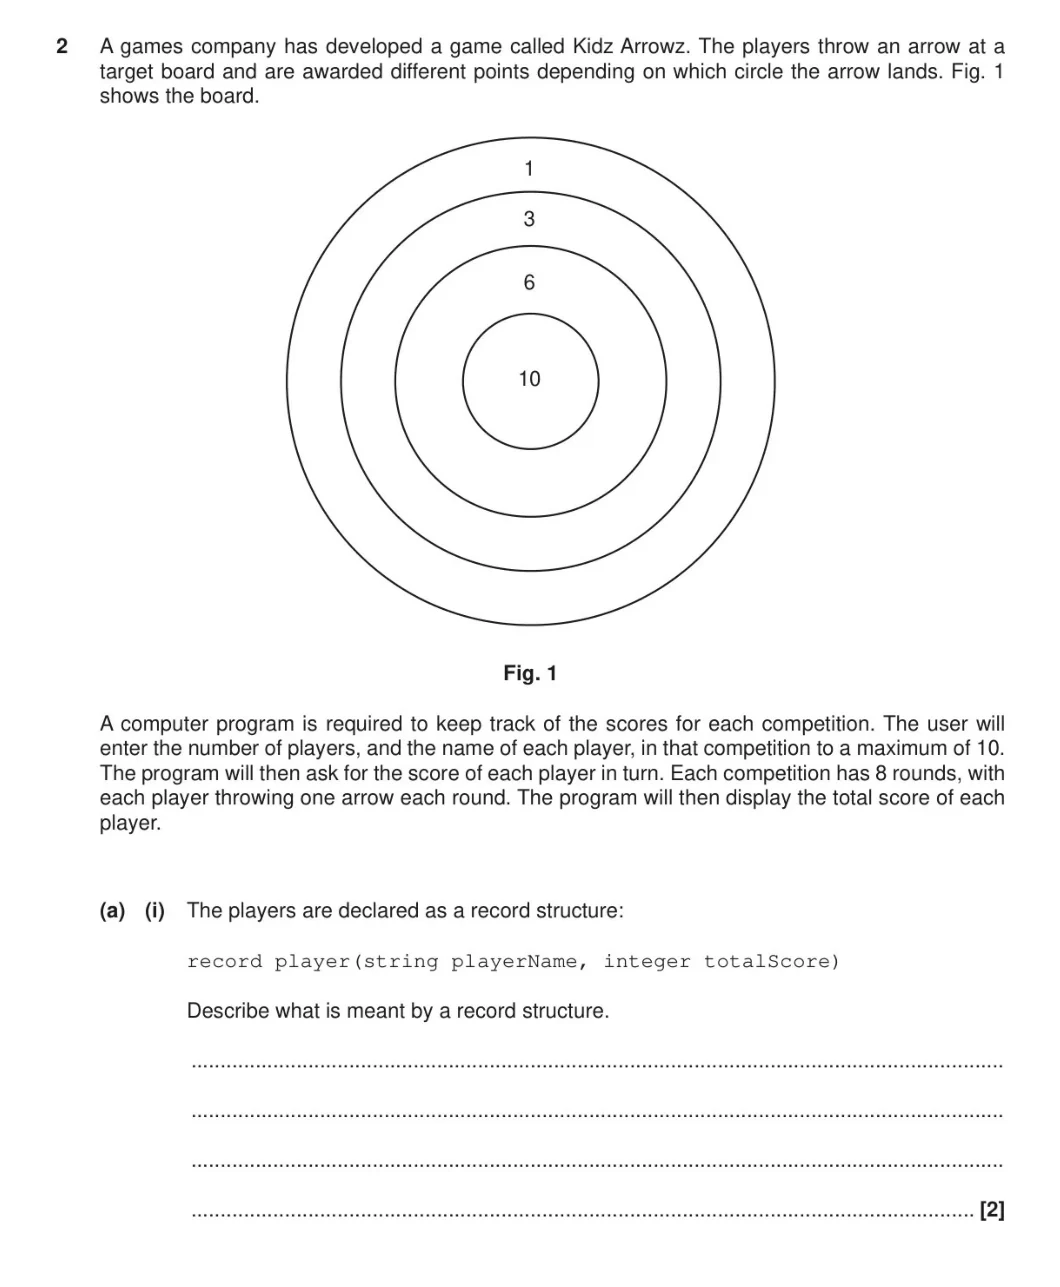 2 A games company has developed a game called Kidz Arrowz. The players throw an arrow at a
target board and are awarded different points depending on which circle the arrow lands. Fig. 1
shows the board.
1
3
6
10
Fig. 1
A computer program is required to keep track of the scores for each competition. The user will
enter the number of players, and the name of each player, in that competition to a maximum of 10.
The program will then ask for the score of each player in turn. Each competition has 8 rounds, with
each player throwing one arrow each round. The program will then display the total score of each
player.
(a) (i) The players are declared as a record structure:
record player(string playerName, integer totalScore)
Describe what is meant by a record structure.
[2]